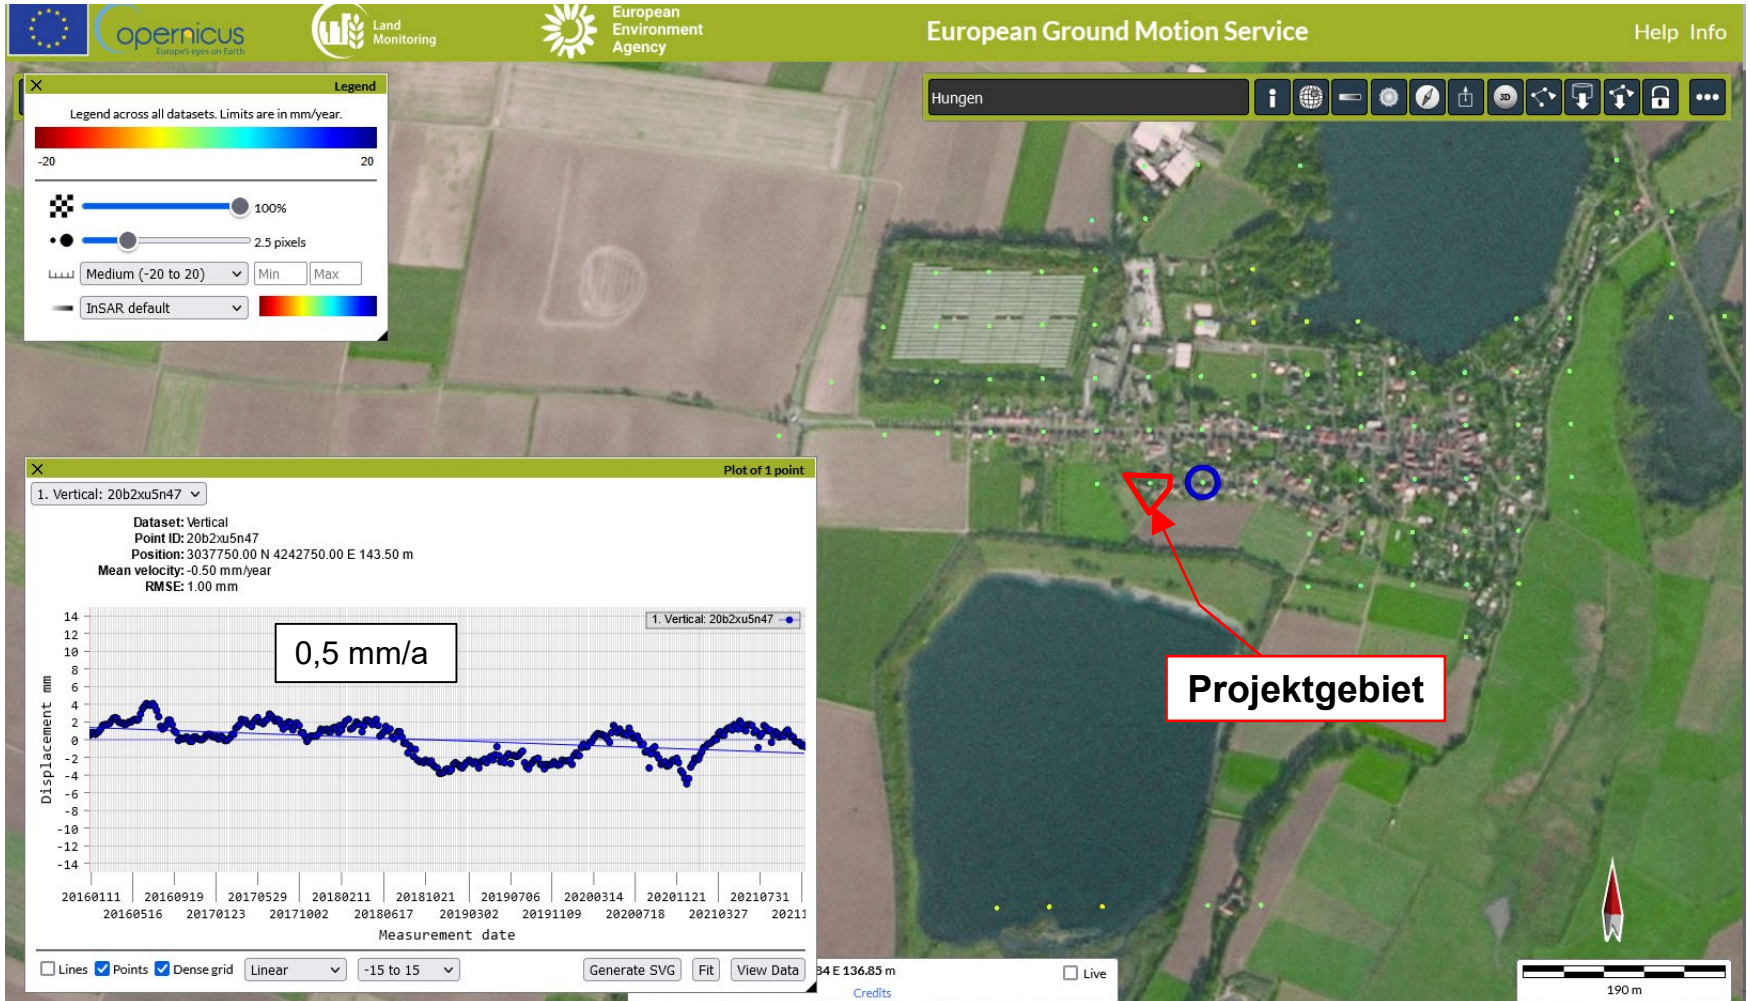 opernicus
Europe's eyes on Earth
Land
Monitoring
European
Environment
Agency
European Ground Motion Service
Help Info
Legend
Legend across all datasets. Limits are in mm/year.
-20 20
100%
2.5 pixels
Medium (-20 to 20) Min Max
InSAR default
Hungen
3D
Plot of 1 point
1. Vertical: 20b2xu5n47
Dataset: Vertical
Point ID: 20b2xu5n47
Position: 3037750.00 N 4242750.00 E 143.50 m
Mean velocity: -0.50 mm/year
RMSE: 1.00 mm
1. Vertical: 20b2xu5n47
0,5 mm/a
14
12
10
8
6
4
2
0
-2
-4
-6
-8
-10
-12
-14
Displacement mm
20160111 20160919 20170529 20180211 20181021 20190706 20200314 20201121 20210731
20160516 20170123 20171002 20180617 20190302 20191109 20200718 20210327 20211
Measurement date
Lines Points Dense grid Linear -15 to 15 Generate SVG Fit View Data
Projektgebiet
34 E 136.85 m
Live
Credits
190 m
N